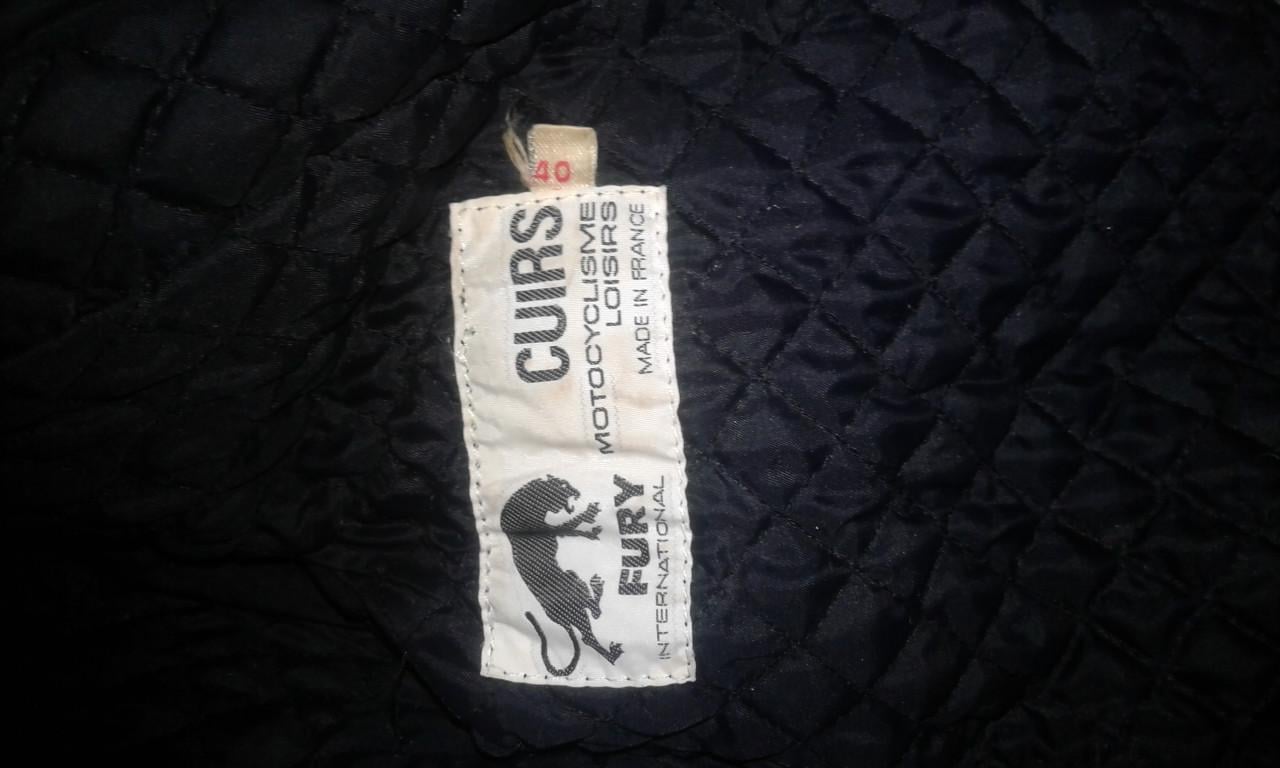 40
FURY
INTERNATIONAL
CUIRS
MOTOCYCLISME
LOISIRS
MADE IN FRANCE